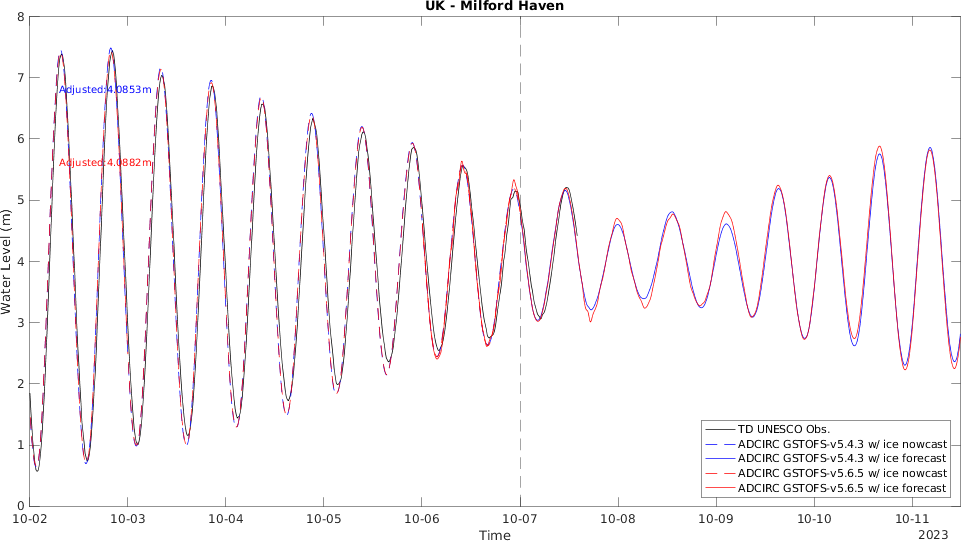 UK - Milford Haven
8
7
6
5
4
3
2
1
0
Water Level (m)
Adjusted:4.0853m
Adjusted:4.0882m
TD UNESCO Obs.
ADCIRC GSTOFS-v5.4.3 w/ ice nowcast
ADCIRC GSTOFS-v5.4.3 w/ ice forecast
ADCIRC GSTOFS-v5.6.5 w/ ice nowcast
ADCIRC GSTOFS-v5.6.5 w/ ice forecast
10-02 10-03 10-04 10-05 10-06 10-07 10-08 10-09 10-10 10-11
Time
2023